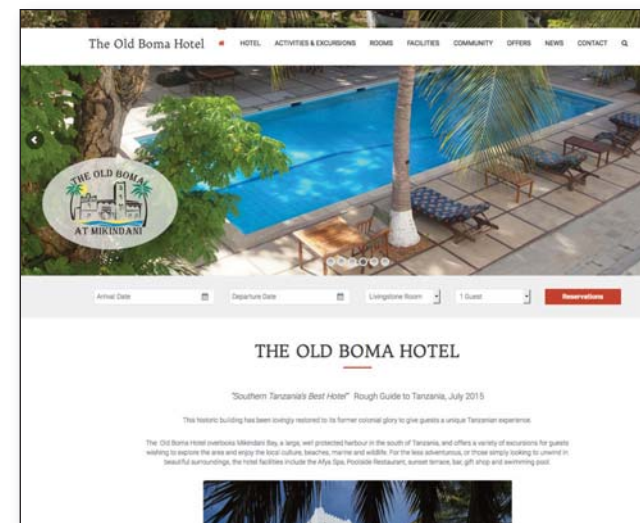 The Old Boma Hotel HOTEL ACTIVITIES & EXCURSIONS ROOMS FACILITIES COMMUNITY OFFERS NEWS CONTACT
THE OLD BOMA
AT MIKINDANI
Arrival Date Departure Date Livingstone Room 1 Guest Reservations
THE OLD BOMA HOTEL
"Southern Tanzania's Best Hotel" Rough Guide to Tanzania, July 2015
This historic building has been lovingly restored to its former colonial glory to give guests a unique Tanzanian experience.
The Old Boma Hotel overlooks Mikindani Bay, a large, well protected harbour in the south of Tanzania, and offers a variety of excursions for guests
wishing to explore the area and enjoy the local culture, beaches, marine and wildlife. For the less adventurous, or those simply looking to unwind in
beautiful surroundings, the hotel facilities include the Afya Spa, Poolside Restaurant, sunset terrace, bar, gift shop and swimming pool.